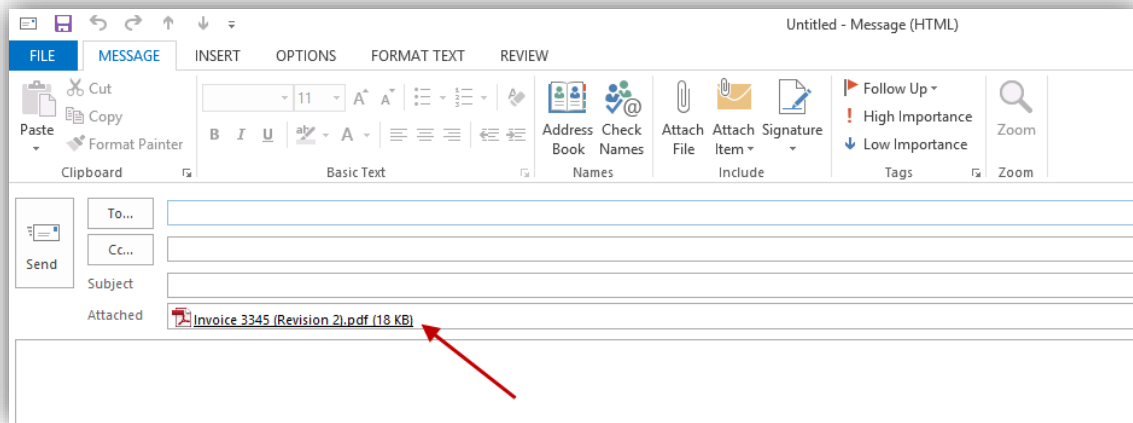 Untitled - Message (HTML)
FILE MESSAGE INSERT OPTIONS FORMAT TEXT REVIEW
Paste
Cut
Copy
Format Painter
Clipboard
11 A A
B I U ab A
Basic Text
Address Book
Check Names
Names
Attach File
Attach Item
Signature
Include
Follow Up
! High Importance
Low Importance
Tags
Zoom
Zoom
Send
To...
Cc...
Subject
Attached Invoice 3345 (Revision 2).pdf (18 KB)